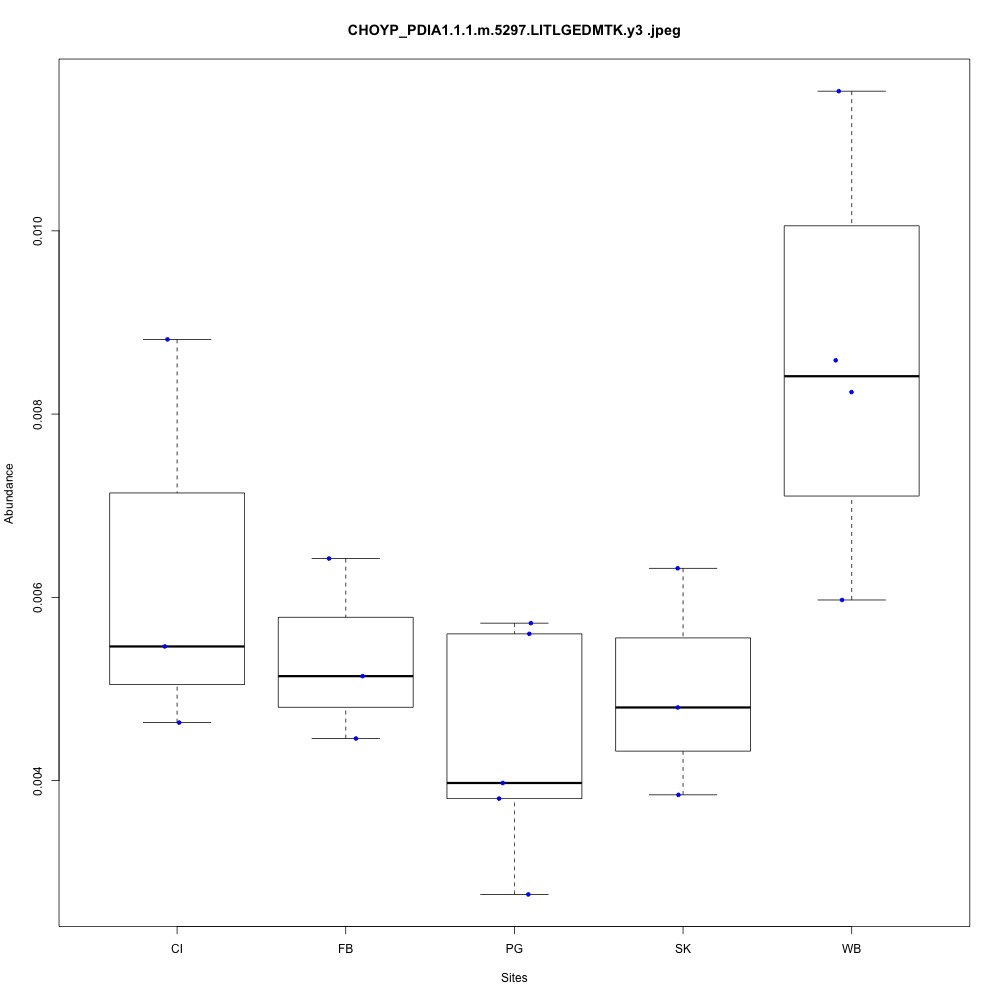 CHOYP_PDIA1.1.1.m.5297.LITLGEDMTK.y3 .jpeg
Abundance
0.010
0.008
0.006
0.004
CI FB PG SK WB
Sites